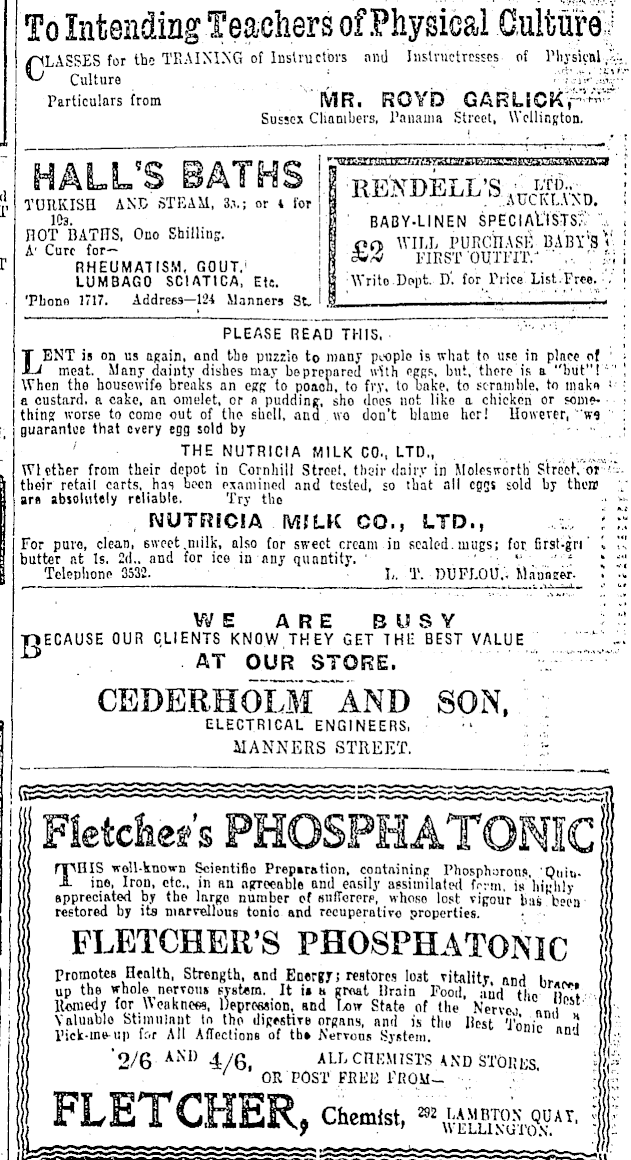 To Intending Teachers of Physical Culture
CLASSES for the TRAINING of Instructors and Instructresses of Physical
Culture
Particulars from MR. ROYD GARLICK,
Sussex Chambers, Panama Street, Wellington.
HALL'S BATHS
TURKISH AND STEAM, 3s.; or 4 for
10s.
HOT BATHS, One Shilling.
A Cure for—
RHEUMATISM, GOUT,
LUMBAGO SCIATICA, Etc.
'Phone 1717. Address—124 Manners St.
RENDELL'S LTD., AUCKLAND.
BABY-LINEN SPECIALISTS.
£2 WILL PURCHASE BABY'S FIRST OUTFIT.
Write Dept. D. for Price List Free.
PLEASE READ THIS.
LENT is on us again, and the puzzle to many people is what to use in place of
meat. Many dainty dishes may be prepared with eggs, but, there is a "but"!
When the housewife breaks an egg to poach, to fry, to bake, to scramble, to make
a custard, a cake, an omelet, or a pudding, she does not like a chicken or some-
thing worse to come out of the shell, and we don't blame her! However, we
guarantee that every egg sold by
THE NUTRICIA MILK CO., LTD.,
Whether from their depot in Cornhill Street, their dairy in Molesworth Street, or
their retail carts, has been examined and tested, so that all eggs sold by them
are absolutely reliable. Try the
NUTRICIA MILK CO., LTD.,
For pure, clean, sweet milk, also for sweet cream in sealed mugs; for first-gr
butter at 1s. 2d., and for ice in any quantity.
Telephone 3532. L. T. DUFLOU, Manager.
WE ARE BUSY
BECAUSE OUR CLIENTS KNOW THEY GET THE BEST VALUE
AT OUR STORE.
CEDERHOLM AND SON,
ELECTRICAL ENGINEERS,
MANNERS STREET.
Fletcher's PHOSPHATONIC
THIS well-known Scientific Preparation, containing Phosphorous, Quin-
ine, Iron, etc., in an agreeable and easily assimilated form, is highly
appreciated by the large number of sufferers, whose lost vigour has been
restored by its marvellous tonic and recuperative properties.
FLETCHER'S PHOSPHATONIC
Promotes Health, Strength, and Energy; restores lost vitality, and braces
up the whole nervous system. It is a great Brain Food, and the Best
Remedy for Weakness, Depression, and Low State of the Nerves, and a
Valuable Stimulant to the digestive organs, and is the Best Tonic and
Pick-me-up for All Affections of the Nervous System.
2/6 AND 4/6, ALL CHEMISTS AND STORES,
OR POST FREE FROM—
FLETCHER, Chemist, 292 LAMBTON QUAY, WELLINGTON.